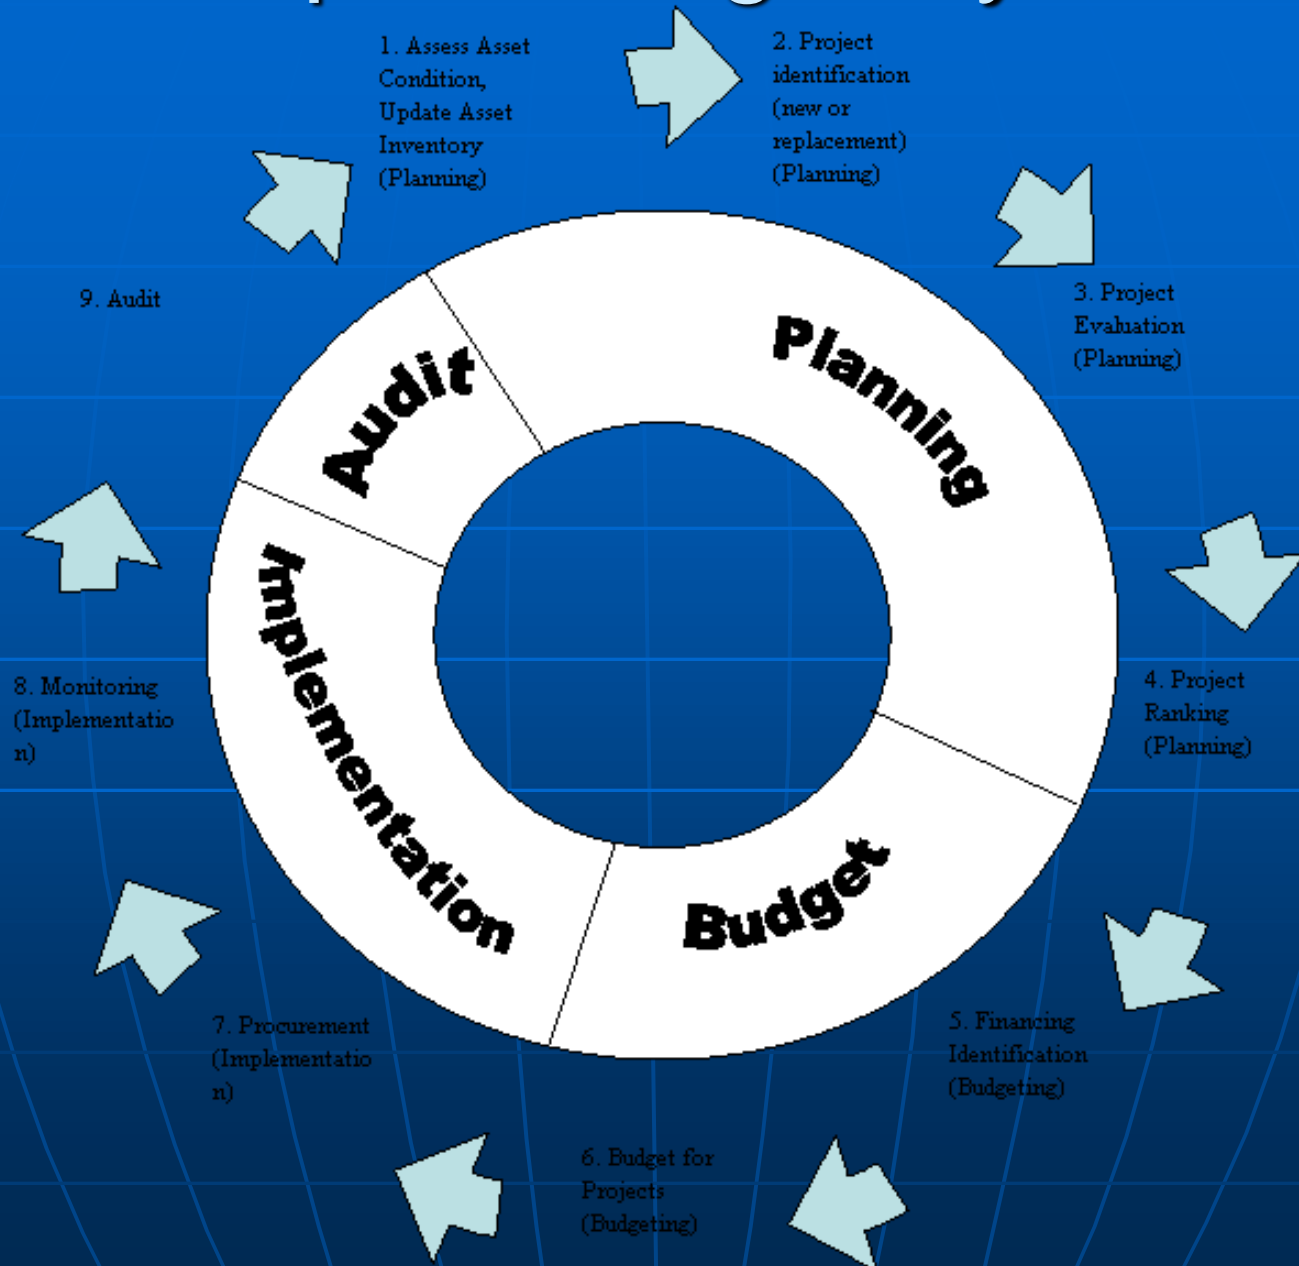 1. Assess Asset
Condition,
Update Asset
Inventory
(Planning)
2. Project
identification
(new or
replacement)
(Planning)
3. Project
Evaluation
(Planning)
4. Project
Ranking
(Planning)
5. Financing
Identification
(Budgeting)
6. Budget for
Projects
(Budgeting)
7. Procurement
(Implementatio
n)
8. Monitoring
(Implementatio
n)
9. Audit
Planning
Budget
Implementation
Audit